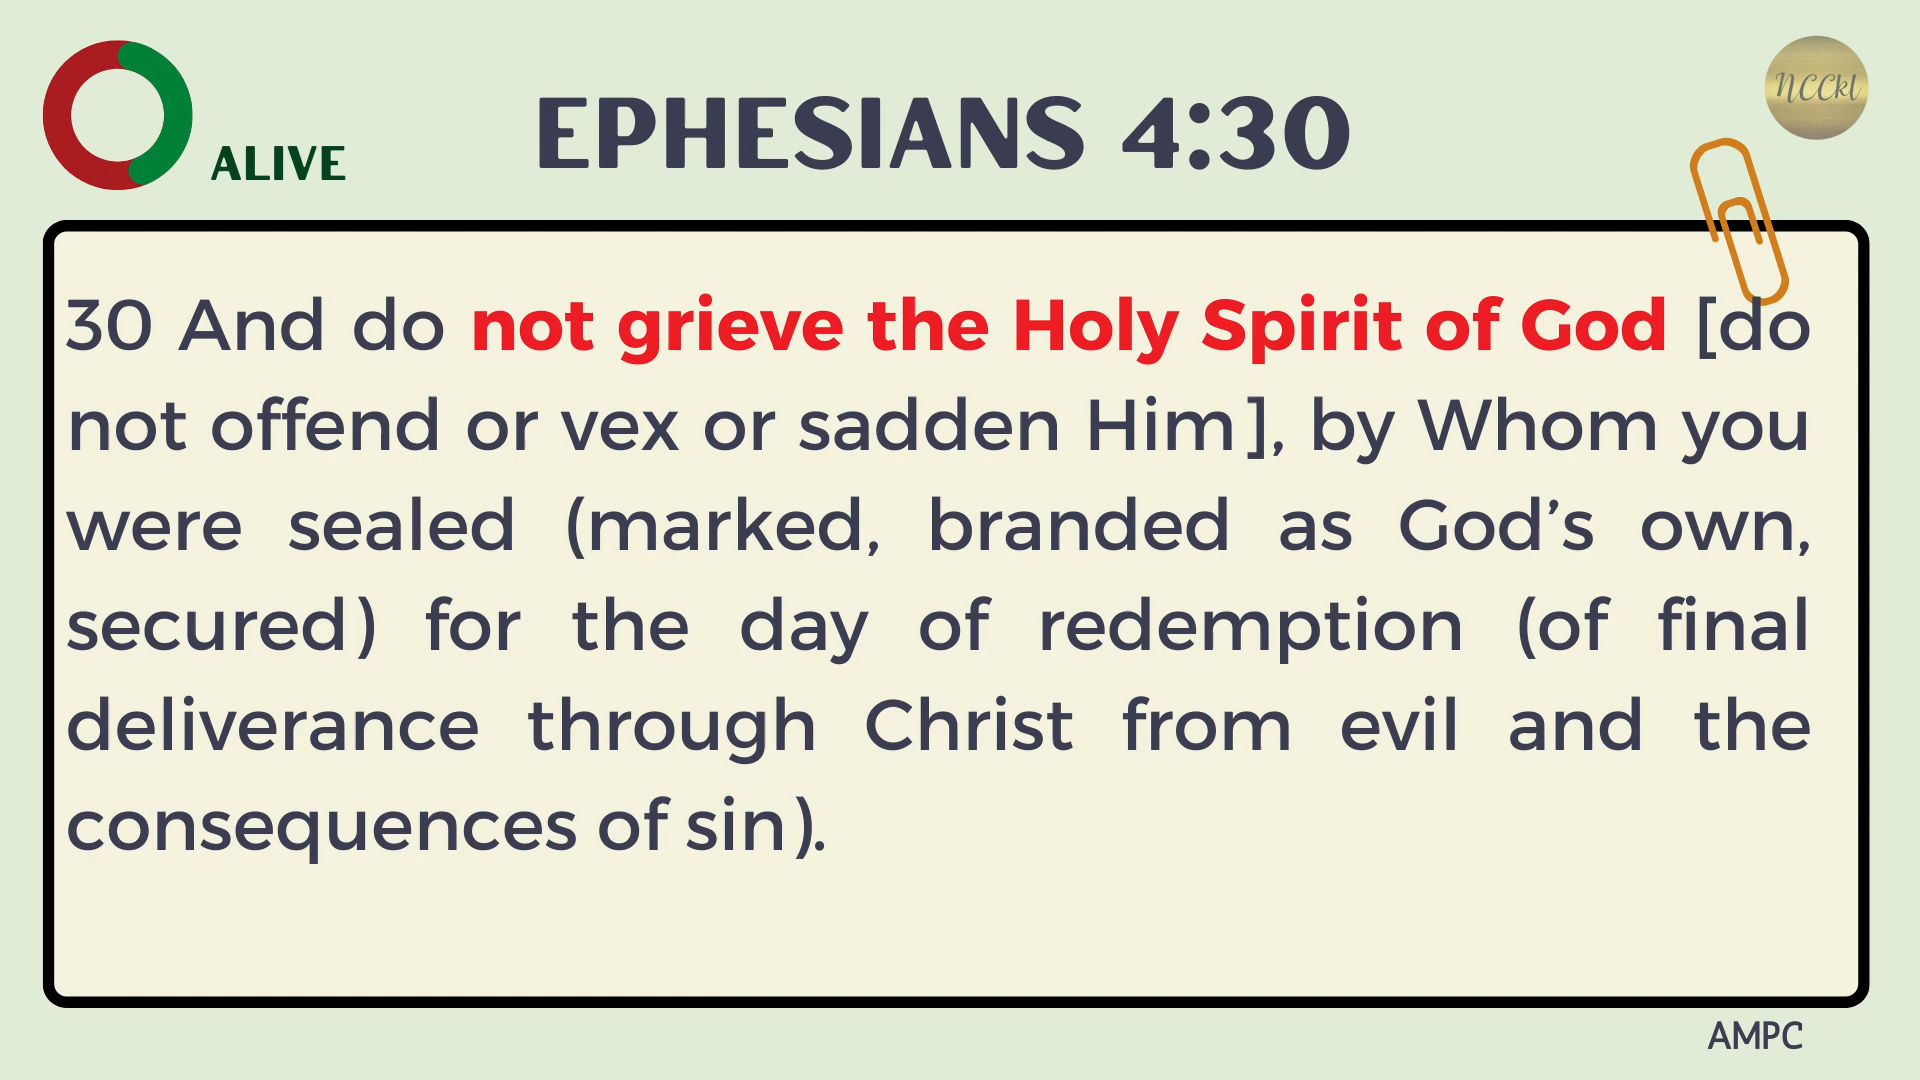 NCCkl
ALIVE
EPHESIANS 4:30
30 And do not grieve the Holy Spirit of God [do
not offend or vex or sadden Him], by Whom you
were sealed (marked, branded as God’s own,
secured) for the day of redemption (of final
deliverance through Christ from evil and the
consequences of sin).
AMPC